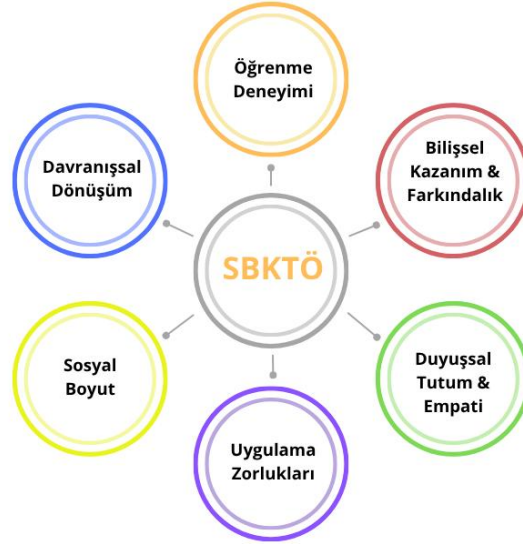 Öğrenme
Deneyimi
Bilişsel
Kazanım &
Farkındalık
Duyuşsal
Tutum &
Empati
Uygulama
Zorlukları
Sosyal
Boyut
Davranışsal
Dönüşüm
SBKTÖ